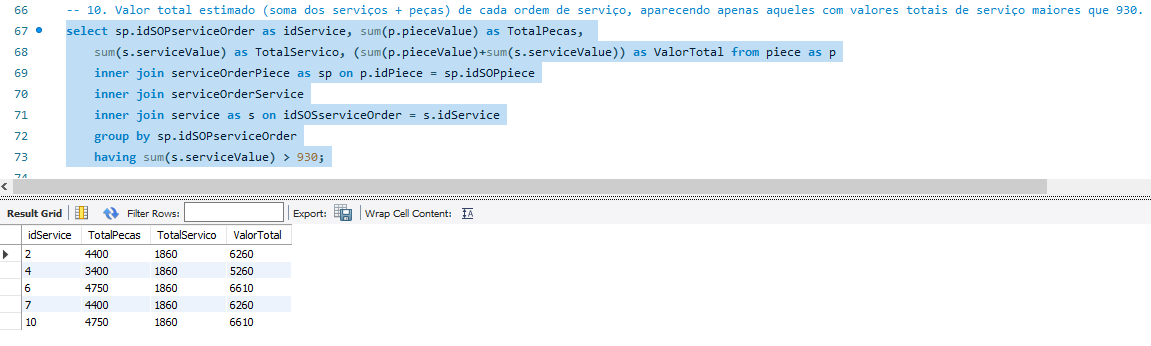 66 -- 10. Valor total estimado (soma dos serviços + peças) de cada ordem de serviço, aparecendo apenas aqueles com valores totais de serviço maiores que 930.
67 select sp.idSOPserviceOrder as idService, sum(p.pieceValue) as TotalPecas,
68 sum(s.serviceValue) as TotalServico, (sum(p.pieceValue)+sum(s.serviceValue)) as ValorTotal from piece as p
69 inner join serviceOrderPiece as sp on p.idPiece = sp.idSOPpiece
70 inner join serviceOrderService
71 inner join service as s on idSOSserviceOrder = s.idService
72 group by sp.idSOPserviceOrder
73 having sum(s.serviceValue) > 930;
74
Result Grid Filter Rows: Export: Wrap Cell Content: IA
idService TotalPecas TotalServico ValorTotal
2 4400 1860 6260
4 3400 1860 5260
6 4750 1860 6610
7 4400 1860 6260
10 4750 1860 6610